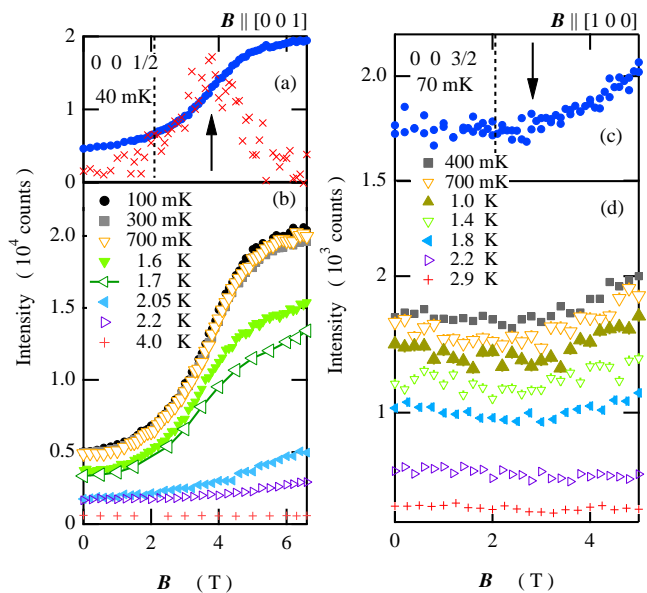 B || [0 0 1]
2
1
0
0 0 1/2
40 mK
(a)
(b)
100 mK
300 mK
700 mK
1.6 K
1.7 K
2.05 K
2.2 K
4.0 K
2.0
1.5
1.0
0.5
0
Intensity ( 10⁴ counts)
0 2 4 6
B (T)
B || [1 0 0]
2.0
1.5
0 0 3/2
70 mK
(c)
400 mK
700 mK
1.0 K
1.4 K
1.8 K
2.2 K
2.9 K
(d)
2
1
Intensity ( 10³ counts)
0 2 4
B (T)